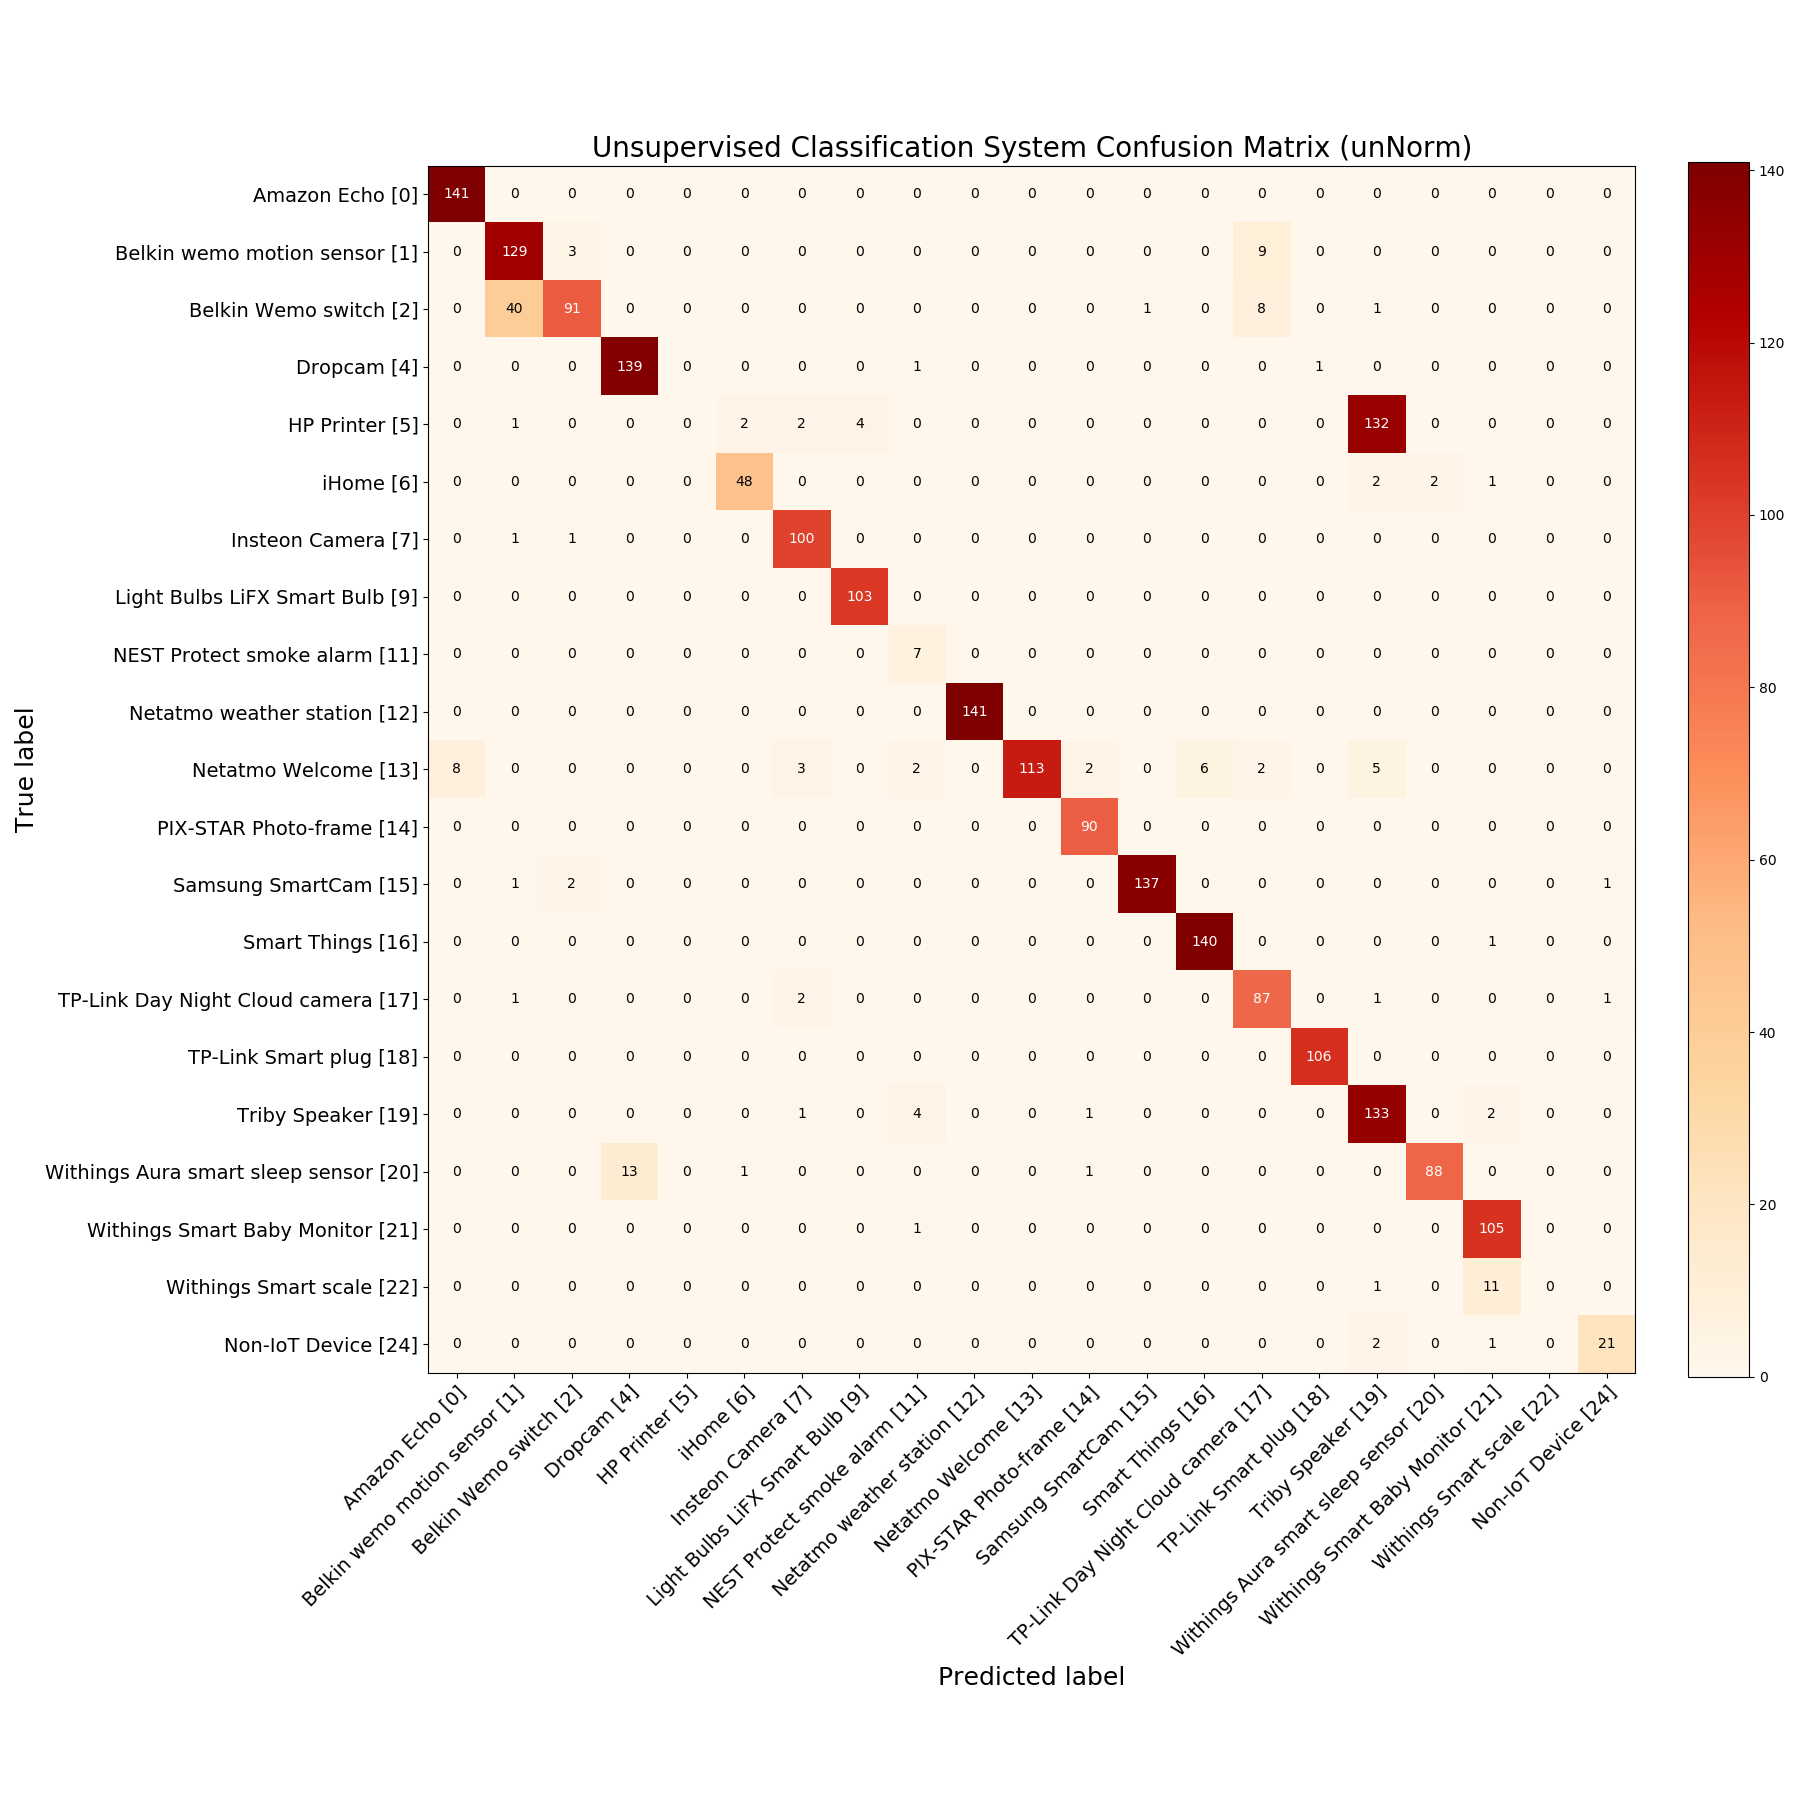 Unsupervised Classification System Confusion Matrix (unNorm)
True label
Amazon Echo [0] 141 0 0 0 0 0 0 0 0 0 0 0 0 0 0 0 0 0 0 0 0
Belkin wemo motion sensor [1] 0 129 3 0 0 0 0 0 0 0 0 0 0 0 9 0 0 0 0 0 0
Belkin Wemo switch [2] 0 40 91 0 0 0 0 0 0 0 0 0 1 0 8 0 1 0 0 0 0
Dropcam [4] 0 0 0 139 0 0 0 0 1 0 0 0 0 0 0 1 0 0 0 0 0
HP Printer [5] 0 1 0 0 0 2 2 4 0 0 0 0 0 0 0 0 132 0 0 0 0
iHome [6] 0 0 0 0 0 48 0 0 0 0 0 0 0 0 0 0 2 2 1 0 0
Insteon Camera [7] 0 1 1 0 0 0 100 0 0 0 0 0 0 0 0 0 0 0 0 0 0
Light Bulbs LiFX Smart Bulb [9] 0 0 0 0 0 0 0 103 0 0 0 0 0 0 0 0 0 0 0 0 0
NEST Protect smoke alarm [11] 0 0 0 0 0 0 0 0 7 0 0 0 0 0 0 0 0 0 0 0 0
Netatmo weather station [12] 0 0 0 0 0 0 0 0 0 141 0 0 0 0 0 0 0 0 0 0 0
Netatmo Welcome [13] 8 0 0 0 0 0 3 0 2 0 113 2 0 6 2 0 5 0 0 0 0
PIX-STAR Photo-frame [14] 0 0 0 0 0 0 0 0 0 0 0 90 0 0 0 0 0 0 0 0 0
Samsung SmartCam [15] 0 1 2 0 0 0 0 0 0 0 0 0 137 0 0 0 0 0 0 0 1
Smart Things [16] 0 0 0 0 0 0 0 0 0 0 0 0 0 140 0 0 0 0 1 0 0
TP-Link Day Night Cloud camera [17] 0 1 0 0 0 0 2 0 0 0 0 0 0 0 87 0 1 0 0 0 1
TP-Link Smart plug [18] 0 0 0 0 0 0 0 0 0 0 0 0 0 0 0 106 0 0 0 0 0
Triby Speaker [19] 0 0 0 0 0 0 1 0 4 0 0 1 0 0 0 0 133 0 2 0 0
Withings Aura smart sleep sensor [20] 0 0 0 13 0 1 0 0 0 0 0 1 0 0 0 0 0 88 0 0 0
Withings Smart Baby Monitor [21] 0 0 0 0 0 0 0 0 1 0 0 0 0 0 0 0 0 0 105 0 0
Withings Smart scale [22] 0 0 0 0 0 0 0 0 0 0 0 0 0 0 0 0 1 0 11 0 0
Non-IoT Device [24] 0 0 0 0 0 0 0 0 0 0 0 0 0 0 0 0 2 0 1 0 21
Amazon Echo [0]
Belkin wemo motion sensor [1]
Belkin Wemo switch [2]
Dropcam [4]
HP Printer [5]
iHome [6]
Insteon Camera [7]
Light Bulbs LiFX Smart Bulb [9]
NEST Protect smoke alarm [11]
Netatmo weather station [12]
Netatmo Welcome [13]
PIX-STAR Photo-frame [14]
Samsung SmartCam [15]
Smart Things [16]
TP-Link Day Night Cloud camera [17]
TP-Link Smart plug [18]
Triby Speaker [19]
Withings Aura smart sleep sensor [20]
Withings Smart Baby Monitor [21]
Withings Smart scale [22]
Non-IoT Device [24]
Predicted label
140
120
100
80
60
40
20
0